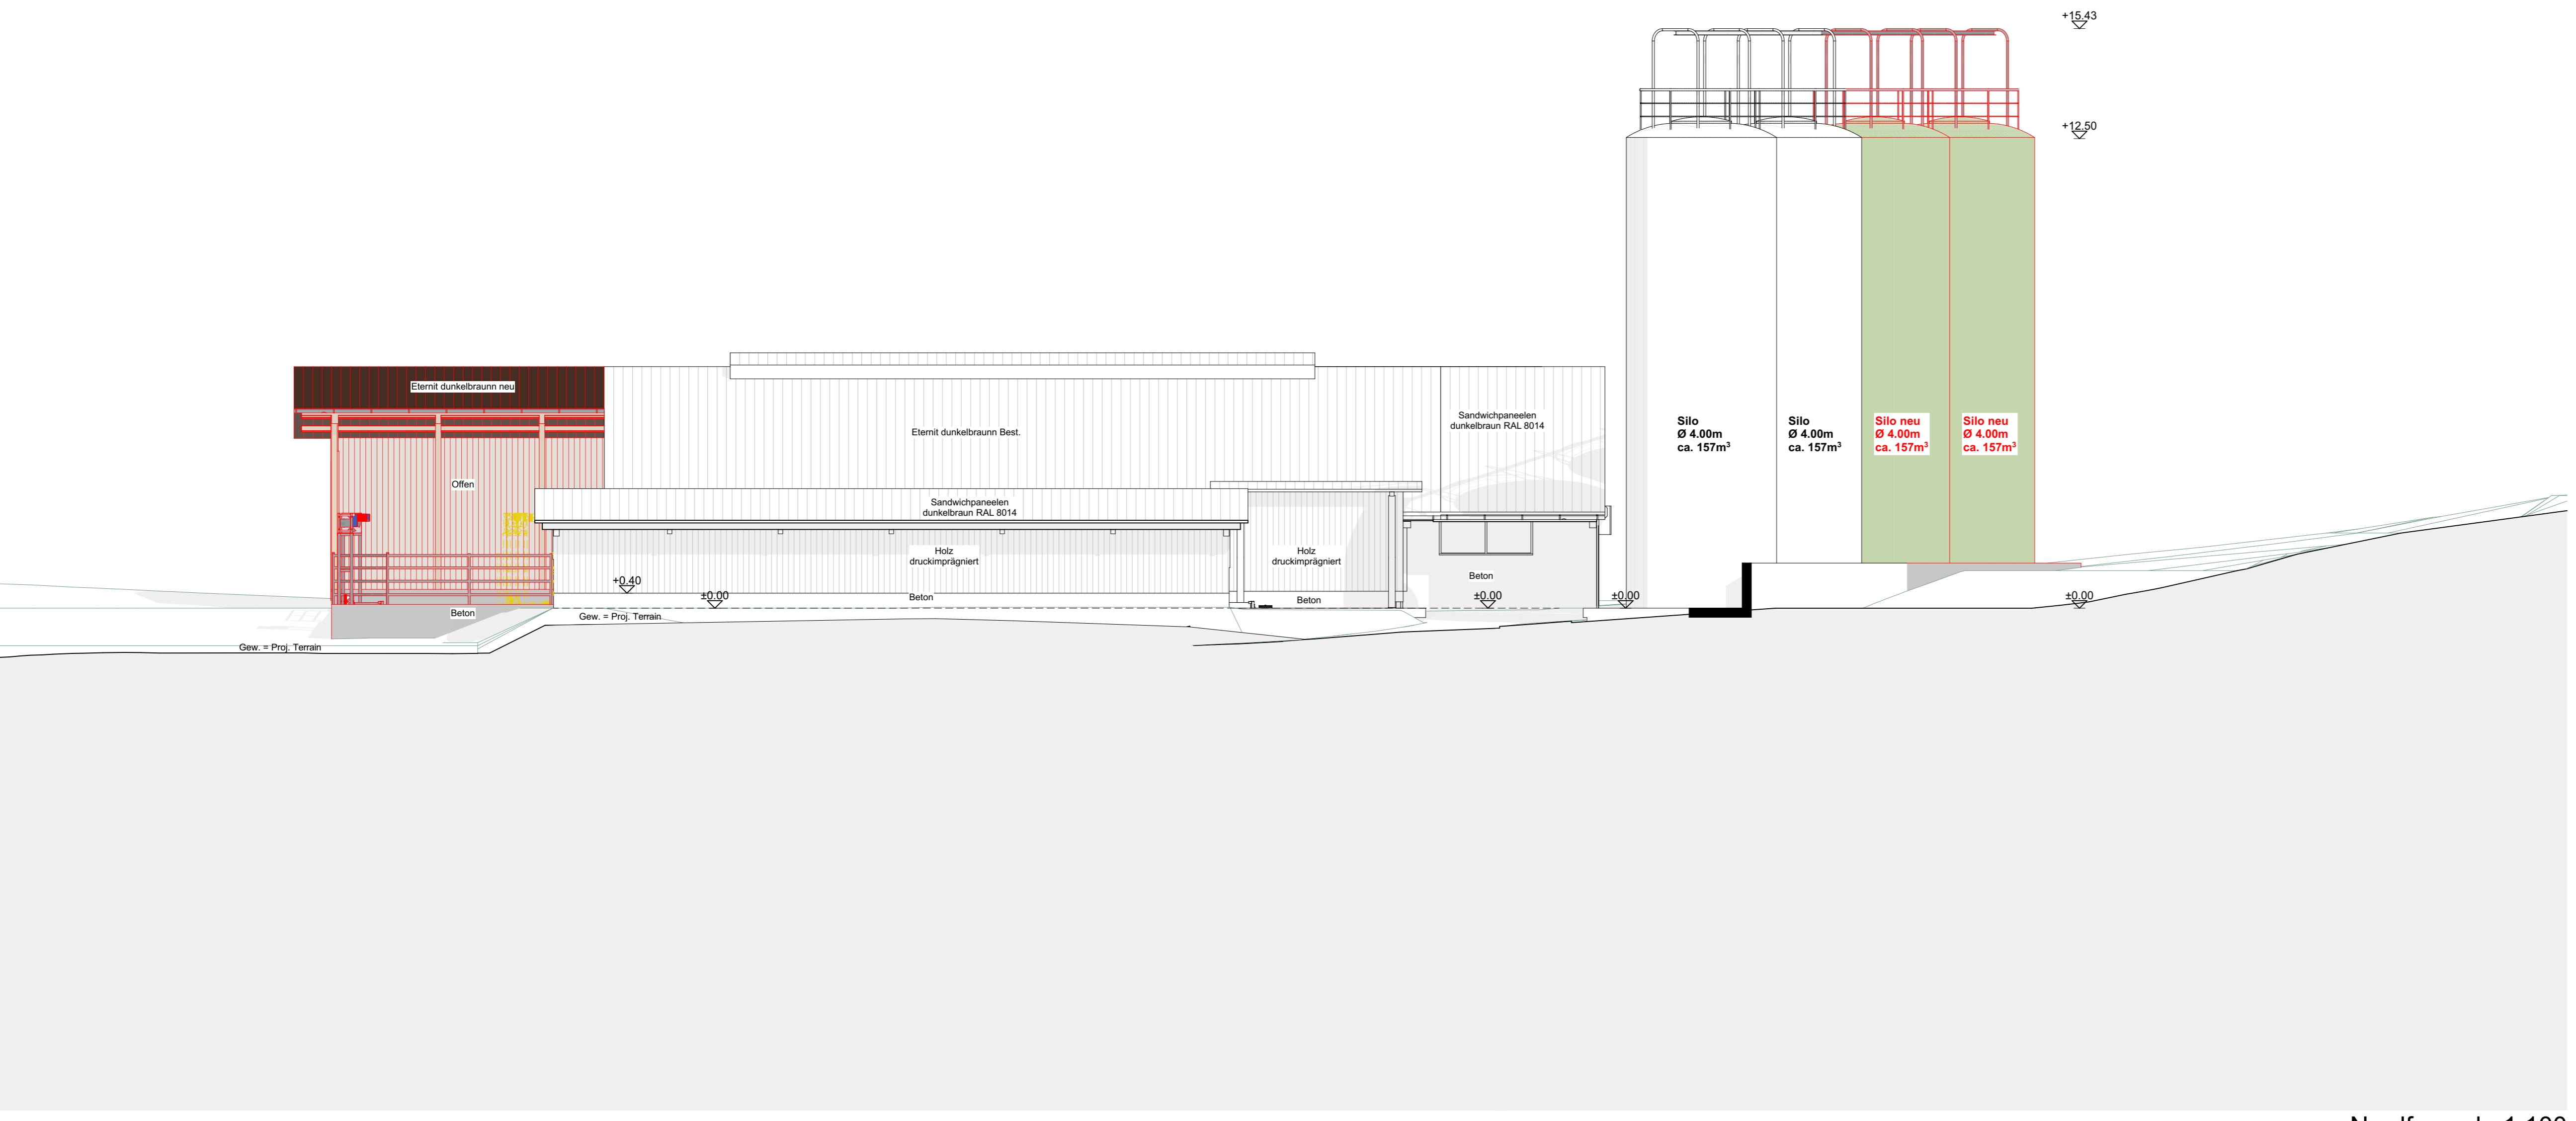 +15.43
+12.50
Eternit dunkelbraunn neu
Eternit dunkelbraunn Best.
Sandwichpaneelen
dunkelbraun RAL 8014
Silo
Ø 4.00m
ca. 157m³
Silo
Ø 4.00m
ca. 157m³
Silo neu
Ø 4.00m
ca. 157m³
Silo neu
Ø 4.00m
ca. 157m³
Offen
Sandwichpaneelen
dunkelbraun RAL 8014
Holz
druckimprägniert
Holz
druckimprägniert
Beton
+0.40
±0.00
Beton
Beton
±0.00
±0.00
±0.00
Beton
Gew. = Proj. Terrain
Gew. = Proj. Terrain